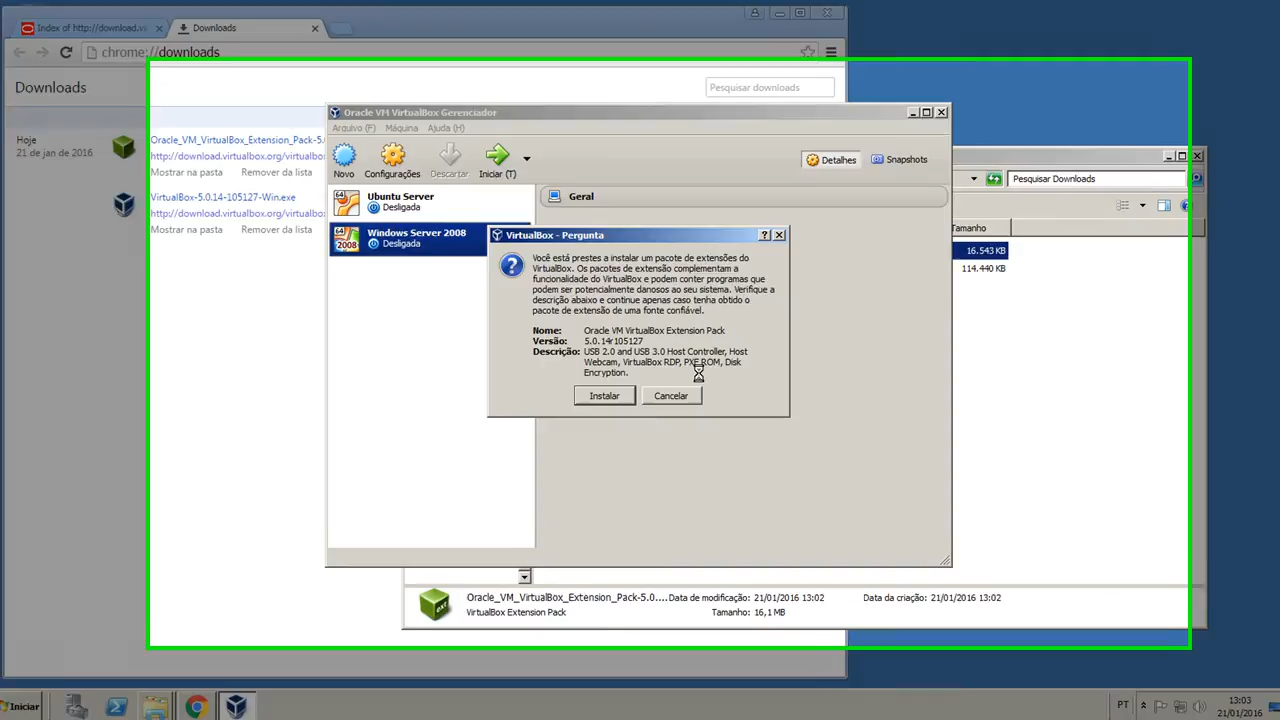 Index of http://download.vi
Downloads
chrome://downloads
Downloads
Pesquisar downloads
Hoje
21 de jan de 2016
Oracle_VM_VirtualBox_Extension_Pack-5.0
http://download.virtualbox.org/virtualbo
Mostrar na pasta Remover da lista
VirtualBox-5.0.14-105127-Win.exe
http://download.virtualbox.org/virtualbo
Mostrar na pasta Remover da lista
Oracle VM VirtualBox Gerenciador
Arquivo (F) Máquina Ajuda (H)
Novo Configurações Descartar Iniciar (T)
Detalhes Snapshots
Ubuntu Server
Desligada
Windows Server 2008
Desligada
64
64
2008
Geral
VirtualBox - Pergunta
Você está prestes a instalar um pacote de extensões do
VirtualBox. Os pacotes de extensão complementam a
funcionalidade do VirtualBox e podem conter programas que
podem ser potencialmente danosos ao seu sistema. Verifique a
descrição abaixo e continue apenas caso tenha obtido o
pacote de extensão de uma fonte confiável.
Nome: Oracle VM VirtualBox Extension Pack
Versão: 5.0.14r105127
Descrição: USB 2.0 and USB 3.0 Host Controller, Host
Webcam, VirtualBox RDP, PXE ROM, Disk
Encryption.
Instalar Cancelar
Pesquisar Downloads
Tamanho
16.543 KB
114.440 KB
Oracle_VM_VirtualBox_Extension_Pack-5.0.... Data de modificação: 21/01/2016 13:02 Data da criação: 21/01/2016 13:02
VirtualBox Extension Pack Tamanho: 16,1 MB
Iniciar
PT
13:03
21/01/2016